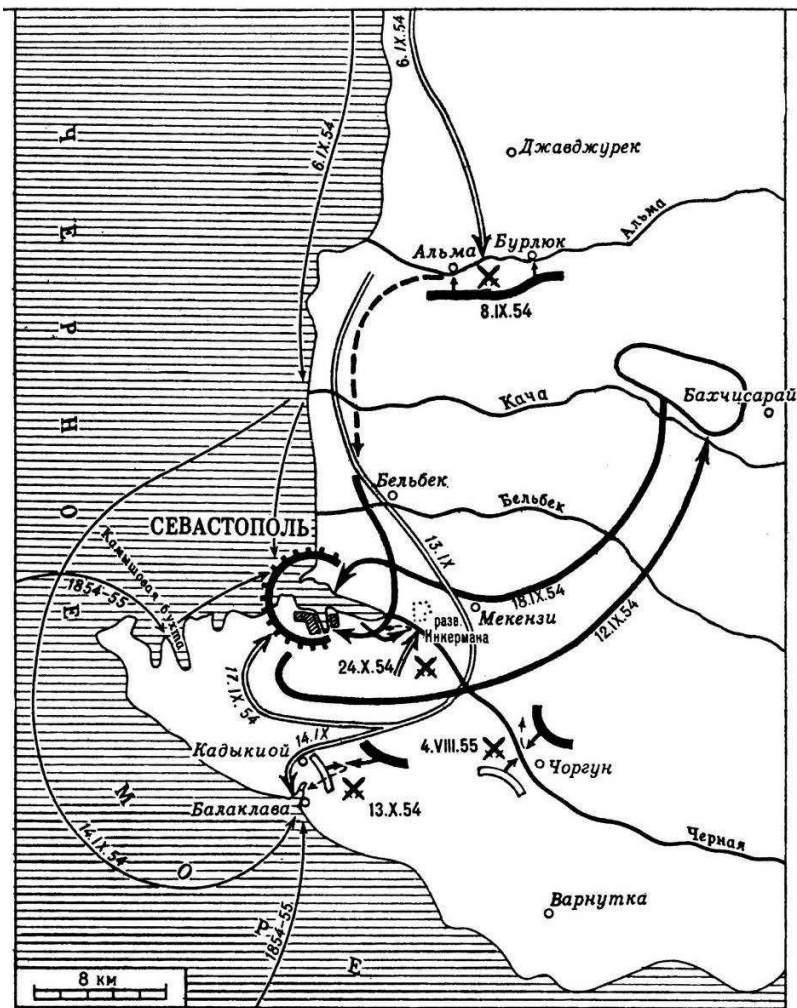 6.IX.54
6.IX.54
Джавджурек
Альма
Бурлюк
Альма
8.IX.54
Кача
Бахчисарай
Бельбек
Бельбек
СЕВАСТОПОЛЬ
13.IX
Камышовая бухта
1854-55
18.IX.54
Мекензи
12.IX.54
разв.
Инкермана
24.X.54
17.IX.54
14.IX
Кадыкиой
4.VIII.55
Чоргун
Балаклава
13.X.54
14.IX.54
Черная
Варнутка
1854-55
ЧЕРНОЕ МОРЕ
8 км